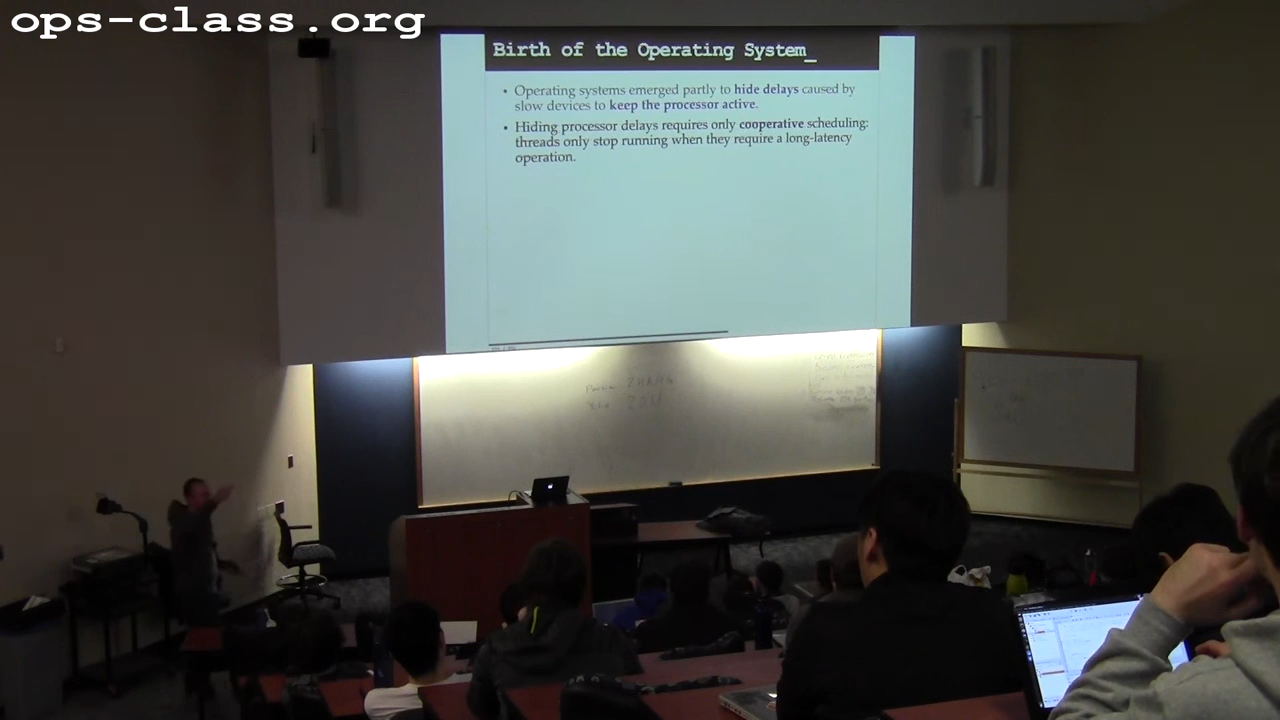 ops-class.org
Birth of the Operating System_
• Operating systems emerged partly to hide delays caused by
slow devices to keep the processor active.
• Hiding processor delays requires only cooperative scheduling:
threads only stop running when they require a long-latency
operation.
ZHANG
ZOU